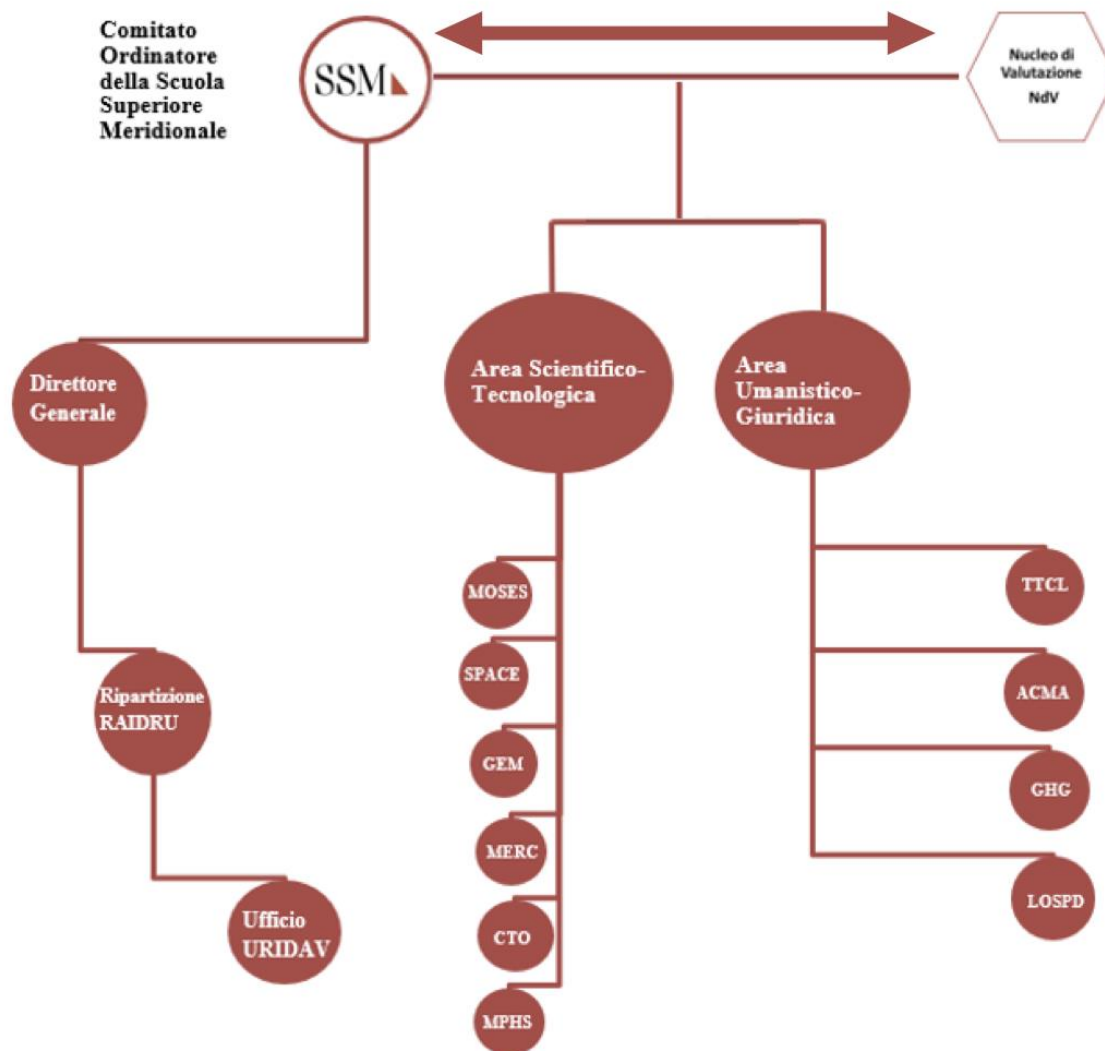 Comitato
Ordinatore
della Scuola
Superiore
Meridionale
SSM
Nucleo di
Valutazione
NdV
Direttore
Generale
Area Scientifico-
Tecnologica
Area
Umanistico-
Giuridica
MOSES
SPACE
GEM
MERC
CTO
MPHS
TTCL
ACMA
GHG
LOSPD
Ripartizione
RAIDRU
Ufficio
URIDAV